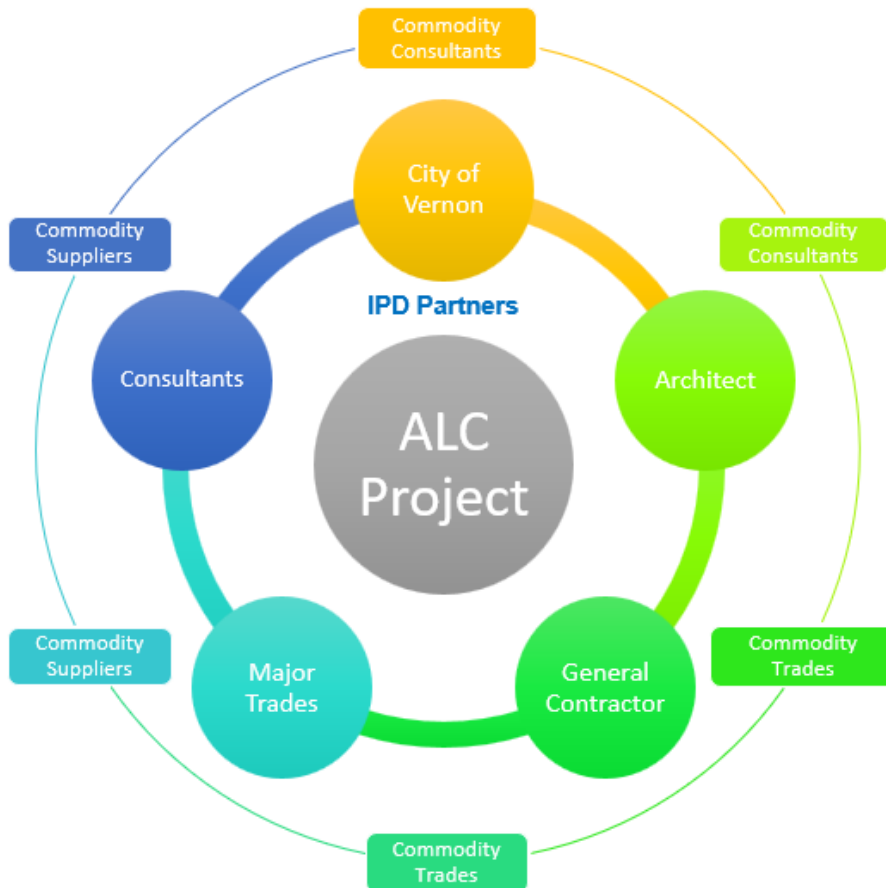 Commodity
Consultants
City of
Vernon
Commodity
Suppliers
Commodity
Consultants
IPD Partners
Consultants
Architect
ALC
Project
Commodity
Suppliers
Major
Trades
General
Contractor
Commodity
Trades
Commodity
Trades